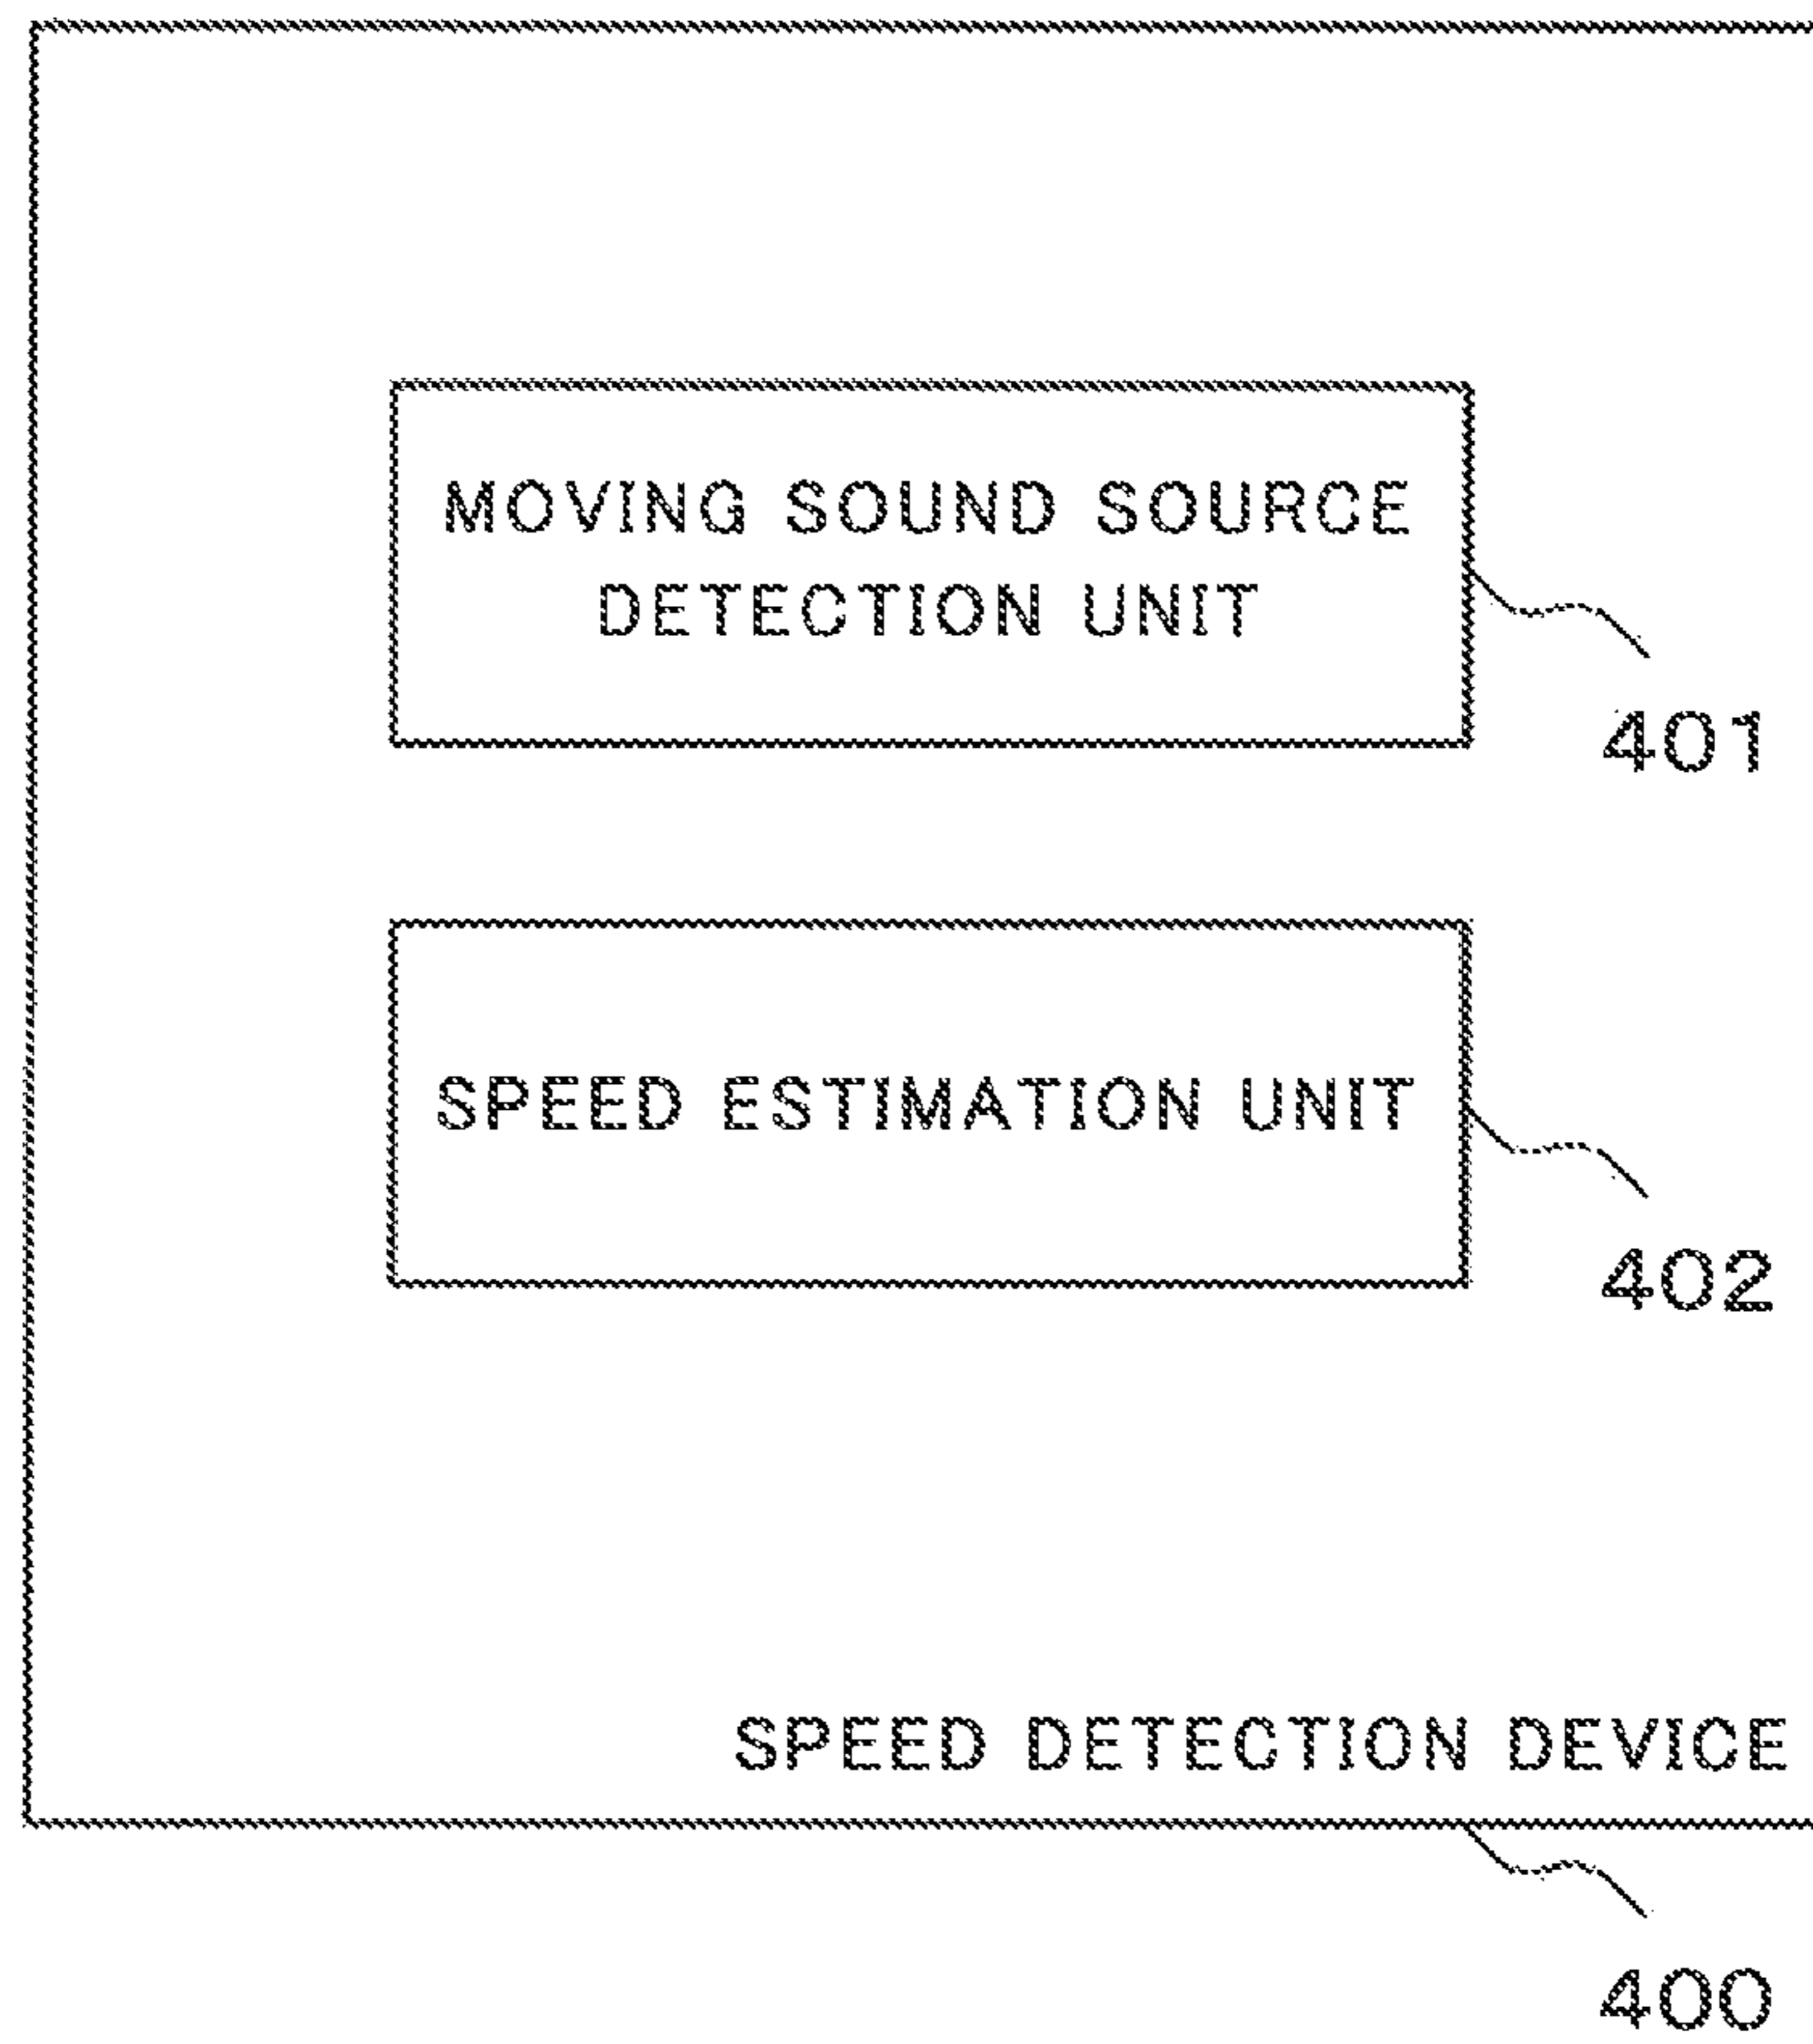 MOVING SOUND SOURCE
DETECTION UNIT
401
SPEED ESTIMATION UNIT
402
SPEED DETECTION DEVICE
400